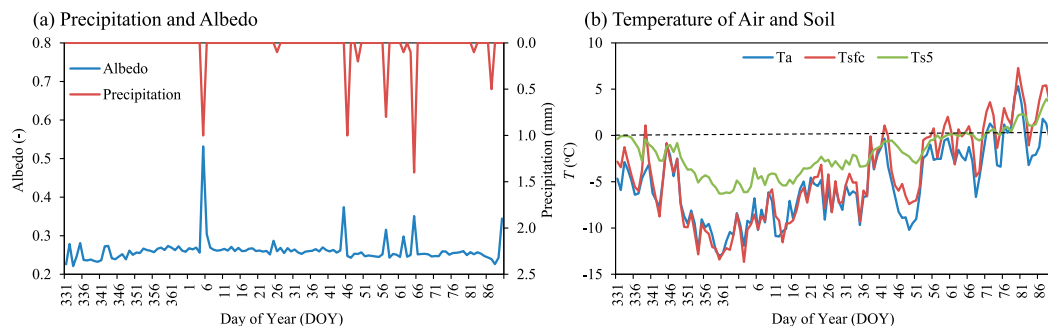 (a) Precipitation and Albedo
0.8
0.7
0.6
0.5
0.4
0.3
0.2
Albedo (-)
Albedo
Precipitation
0.0
0.5
1.0
1.5
2.0
2.5
Precipitation (mm)
331 336 341 346 351 356 361 1 6 11 16 21 26 31 36 41 46 51 56 61 66 71 76 81 86
Day of Year (DOY)
(b) Temperature of Air and Soil
10
5
0
-5
-10
-15
T (°C)
Ta Tsfc Ts5
331 336 341 346 351 356 361 1 6 11 16 21 26 31 36 41 46 51 56 61 66 71 76 81 86
Day of Year (DOY)